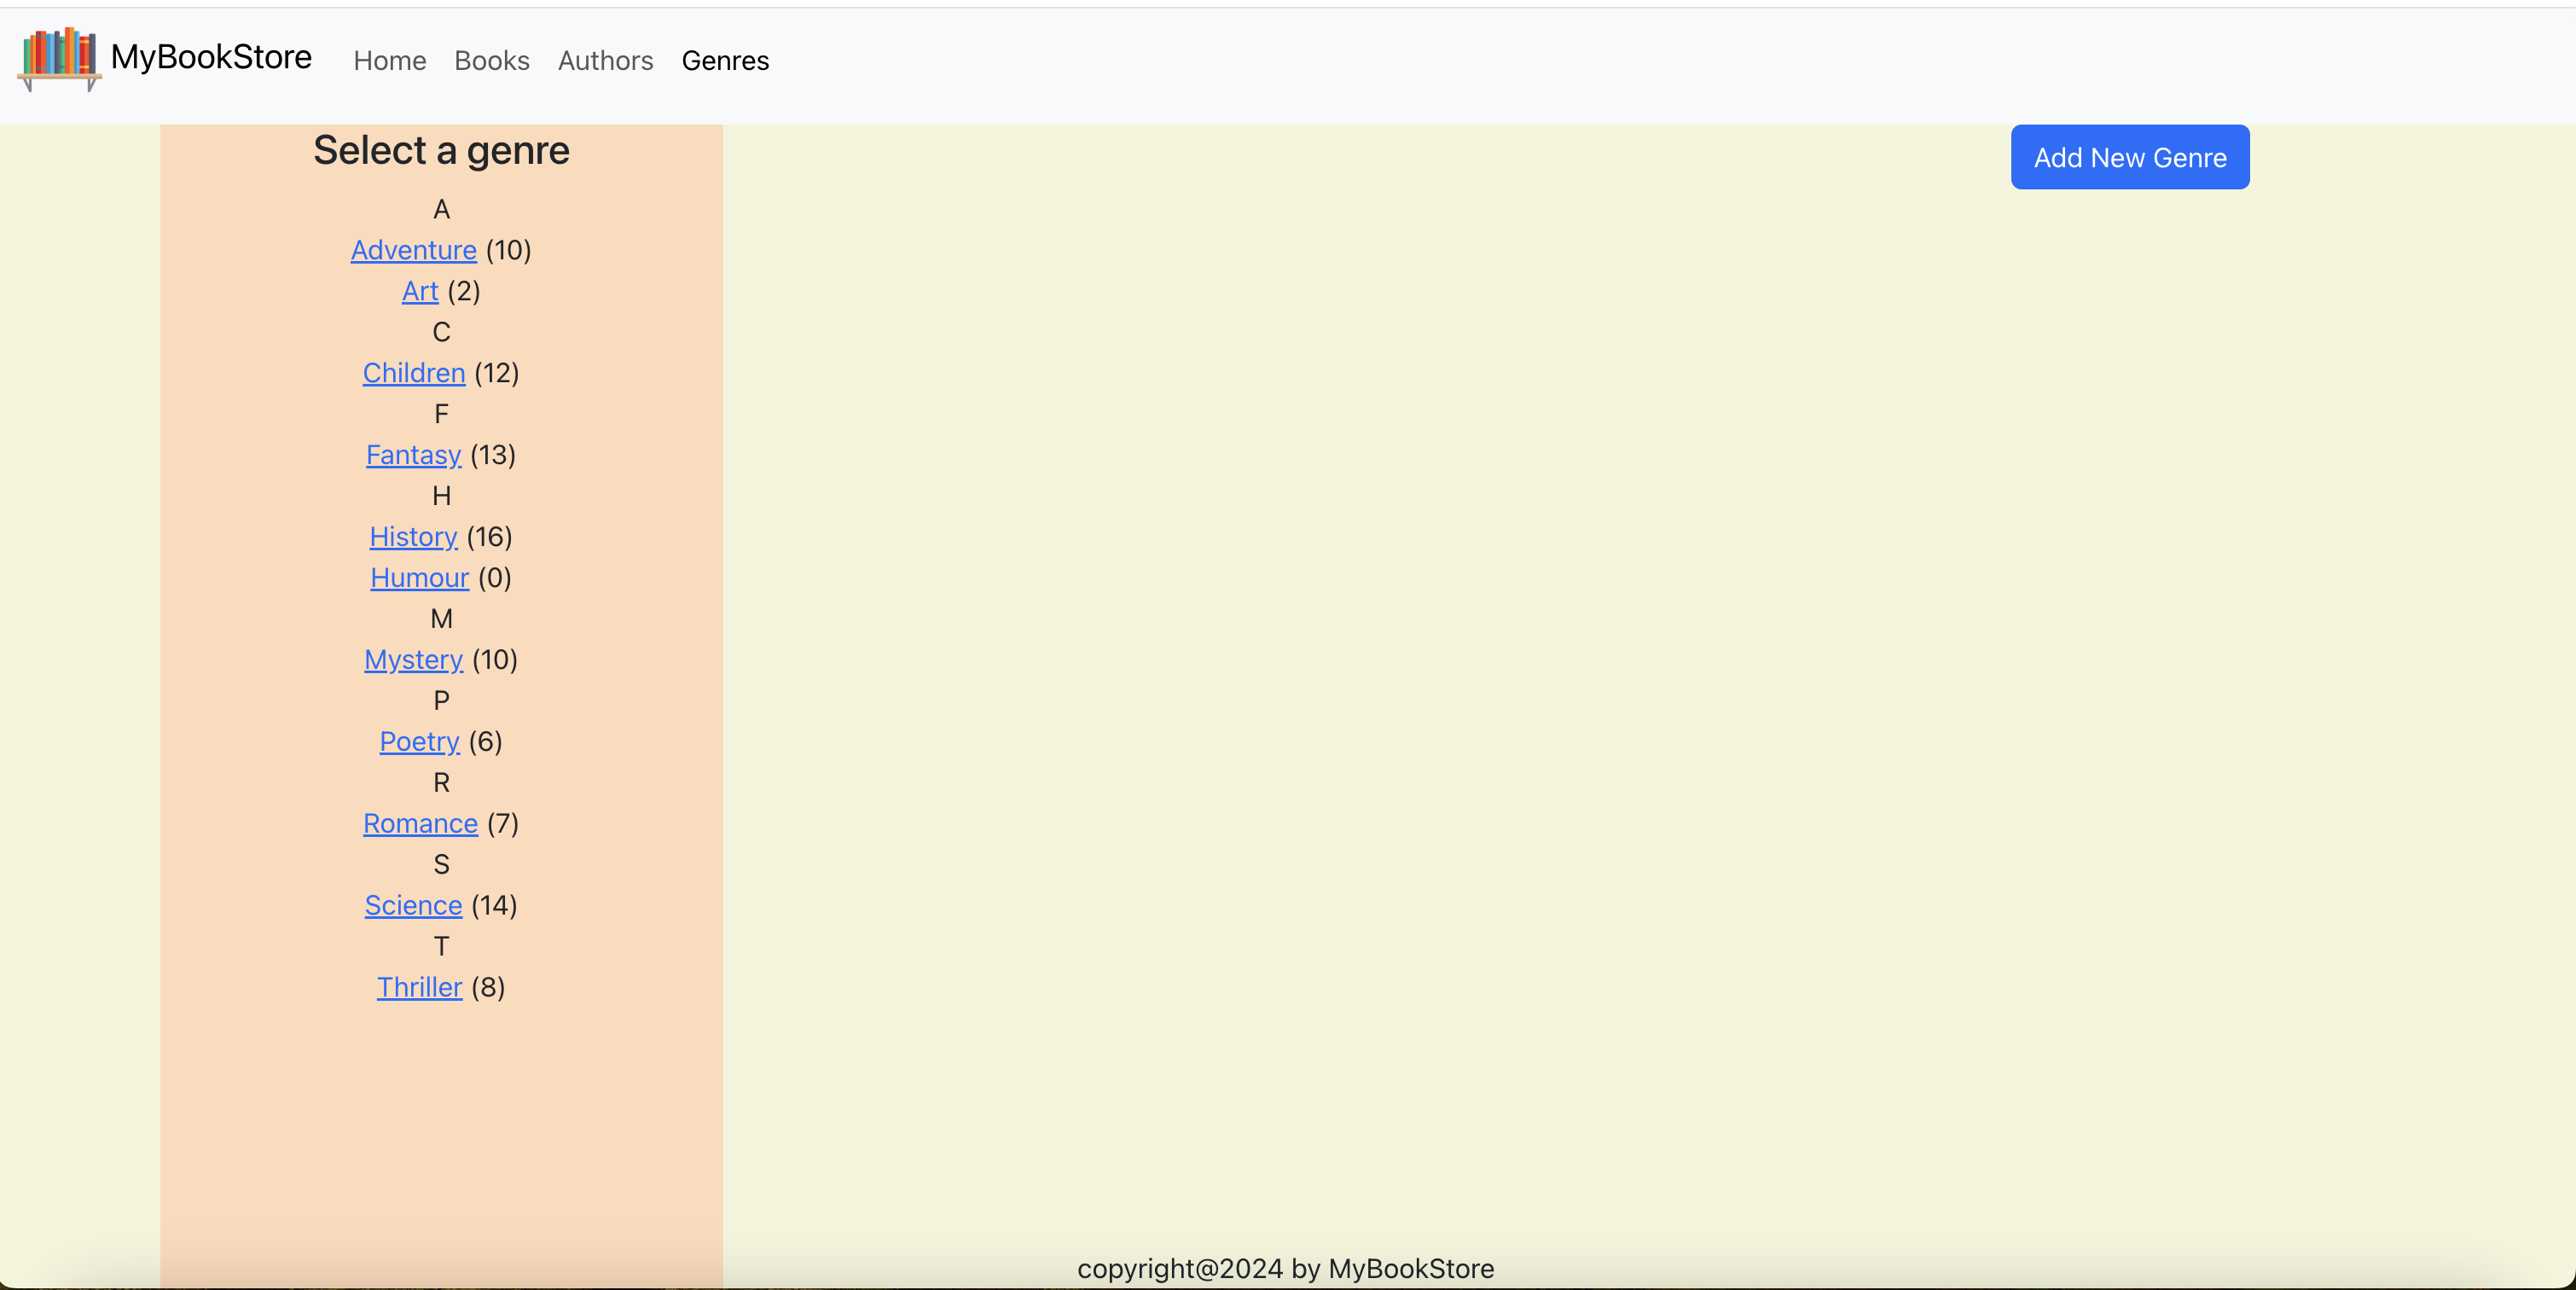 MyBookStore Home Books Authors Genres
Select a genre
Add New Genre
A
Adventure (10)
Art (2)
C
Children (12)
F
Fantasy (13)
H
History (16)
Humour (0)
M
Mystery (10)
P
Poetry (6)
R
Romance (7)
S
Science (14)
T
Thriller (8)
copyright@2024 by MyBookStore